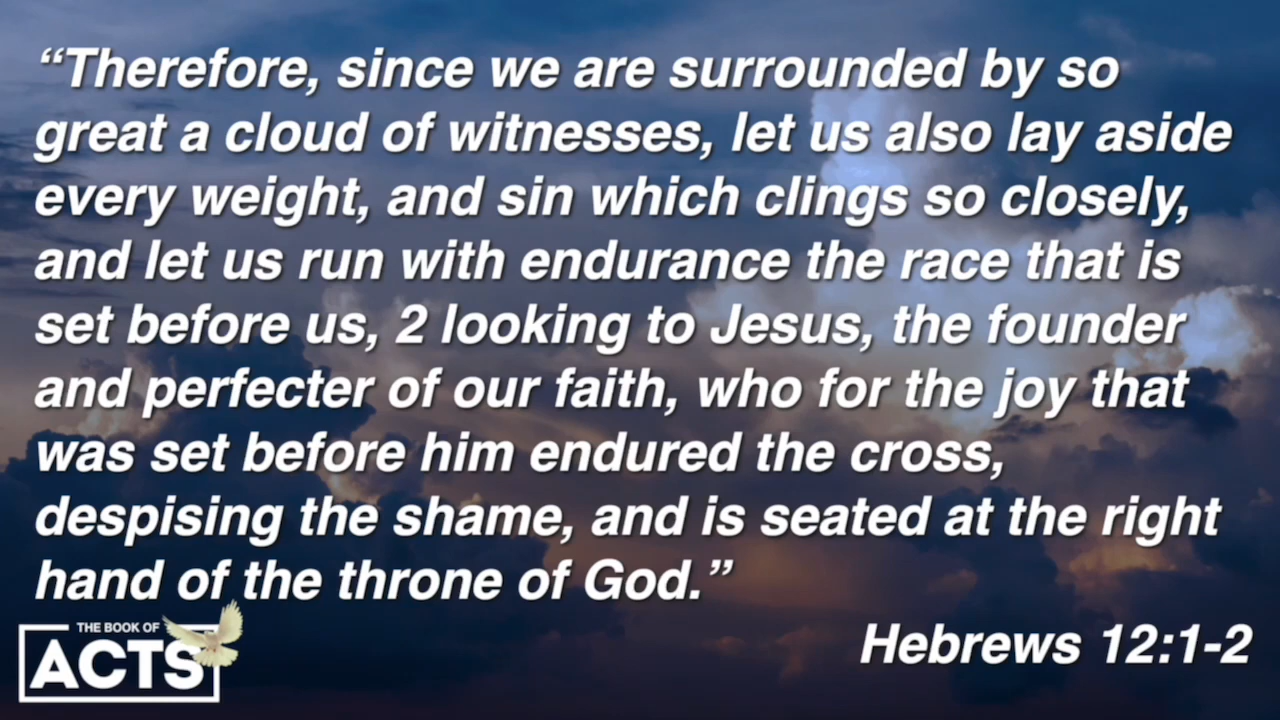 “Therefore, since we are surrounded by so
great a cloud of witnesses, let us also lay aside
every weight, and sin which clings so closely,
and let us run with endurance the race that is
set before us, 2 looking to Jesus, the founder
and perfecter of our faith, who for the joy that
was set before him endured the cross,
despising the shame, and is seated at the right
hand of the throne of God.”
THE BOOK OF
ACTS
Hebrews 12:1-2